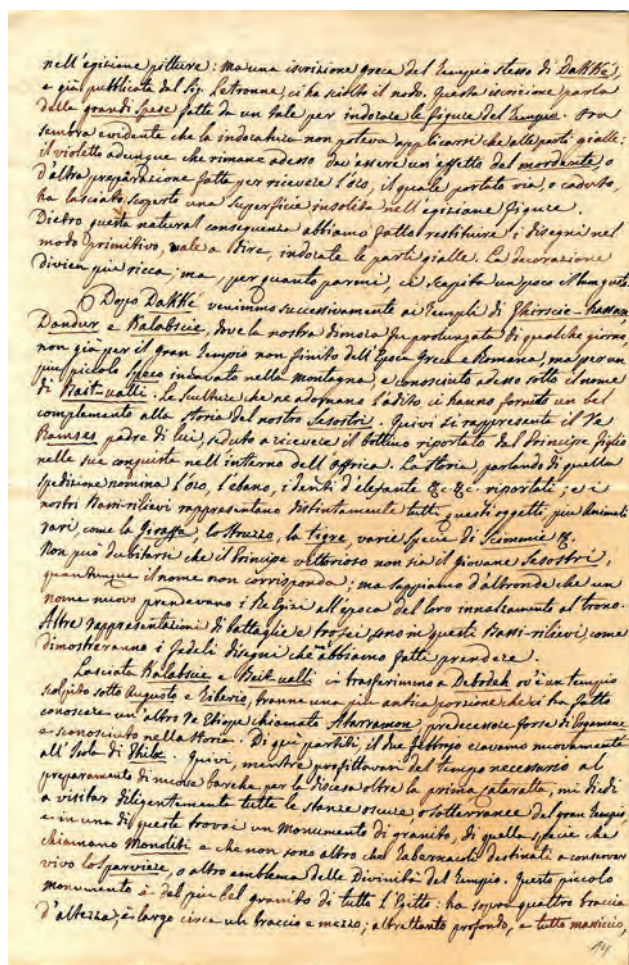 nell'egiziane pitture: ma una iscrizione greca del Tempio stesso di Dakké,
e già pubblicata dal Sig. Letronne, ci ha sciolto il nodo. Questa iscrizione parla
delle grandi spese fatte da un tale per indorare le figure del Tempio. Ora
sembra evidente che la indoratura non poteva applicarsi che alle parti gialle:
il violetto adunque che rimane adesso dev'essere un'effetto del mordente, o
d'altra preparazione fatta per ricevere l'oro, il quale portato via, o caduto,
ha lasciato scoperto una superficie insolita nell'egiziane figure.
Dietro questa natural conseguenza abbiamo fatto restituire i disegni nel
modo primitivo, vale a dire, indorate le parti gialle. La decorazione
divien più ricca; ma, per quanto parmi, ci scapita un poco il buon gusto.
Dopo Dakké venimmo successivamente ai Templi di Ghirscie-Hassan,
Dandur e Kalabscie, dove la nostra dimora fu prolungata di qualche giorno,
non già per il gran Tempio non finito dell'Epoca Greca e Romana, ma per un
più piccolo Speco incavato nella montagna, e conosciuto adesso sotto il nome
di Bait-ualli. Le Sculture che ne adornano l'adito ci hanno fornito un bel
complemento alla storia del nostro Sesostri. Quivi si rappresenta il Re
Ramses padre di lui, seduto a ricevere il bottino riportato dal Principe figlio
nelle sue conquiste nell'interno dell'Affrica. La storia, parlando di quella
spedizione nomina l'oro, l'ebano, i denti d'elefante &c. &c. riportati; e i
nostri Bassi-rilievi rappresentano distintamente tutti questi oggetti, più animali
rari, come la Giraffa, lo Struzzo, la Tigre, varie specie di Scimmie &.
Non può dubitarsi che il Principe vittorioso non sia il giovane Sesostri,
quantunque il nome non corrisponda; ma sappiamo d'altronde che un
nome nuovo prendevano i Re Egizi all'epoca del loro innalzamento al trono.
Altre rappresentazioni di battaglie e trofei sono in questi Bassi-rilievi, come
dimostreranno i fedeli disegni che ne abbiamo fatti prendere.
Lasciata Kalabscie e Beit-ualli ci trasferimmo a Debodeh ov'è un tempio
scolpito sotto Augusto e Tiberio, tranne una più antica porzione che ci ha fatto
conoscere un'altro Re Etiope chiamato Atarramon, predecessore forse di Ergamene
e sconosciuto nella storia. Di qui partiti, il due Febbrajo eravamo nuovamente
all'Isola di File. Quivi, mentre profittavasi del tempo necessario al
preparamento di nuove barche per la discesa oltre la prima Cataratta, mi diedi
a visitar diligentemente tutte le stanze oscure, o sotterranee del gran Tempio,
e in una di queste trovai un monumento di granito, di quella specie che
chiamano Monoliti e che non sono altro che Tabernacoli destinati a conservar
vivo lo sparviere, o altro emblema delle Divinità del Tempio. Questo piccolo
monumento è del più bel granito di tutto l'Egitto: ha sopra quattro braccia
d'altezza; è largo circa un braccio e mezzo; altrettanto profondo, e tutto massiccio,